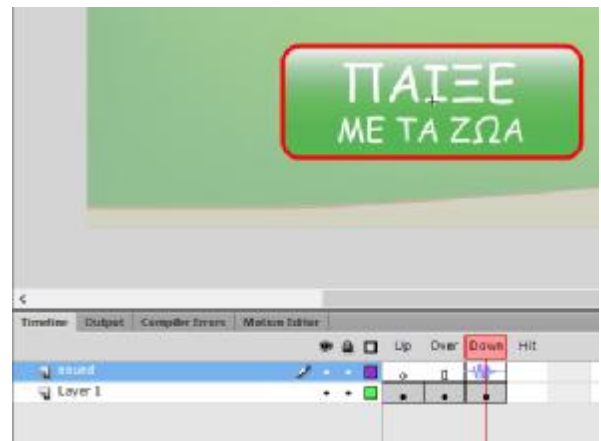 ΠΑΙΞΕ
ΜΕ ΤΑ ΖΩΑ
Timeline Output Compiler Errors Motion Editor
Up Over Down Hit
sound
Layer 1